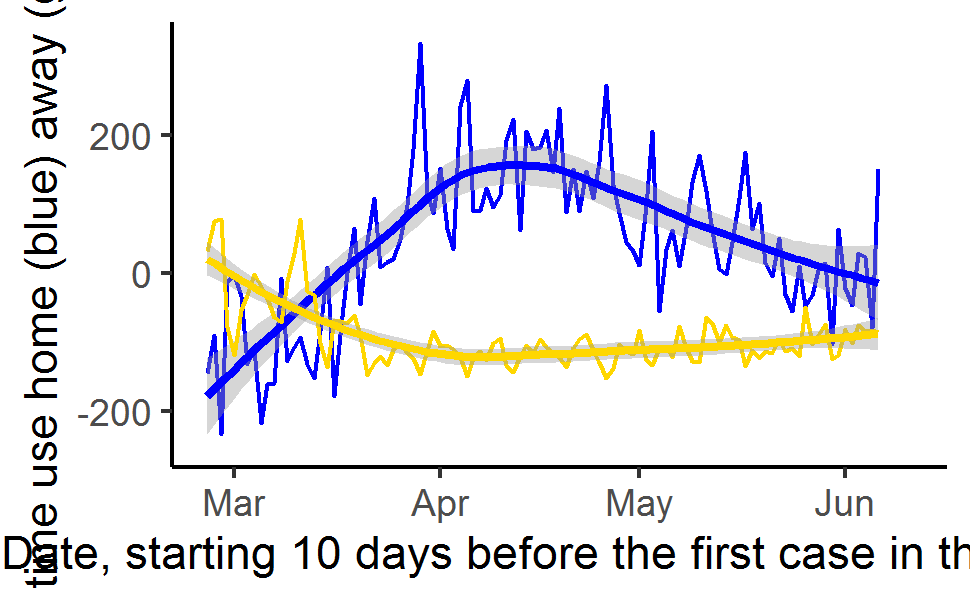 time use home (blue) away (
200
0
-200
Mar Apr May Jun
Date, starting 10 days before the first case in th